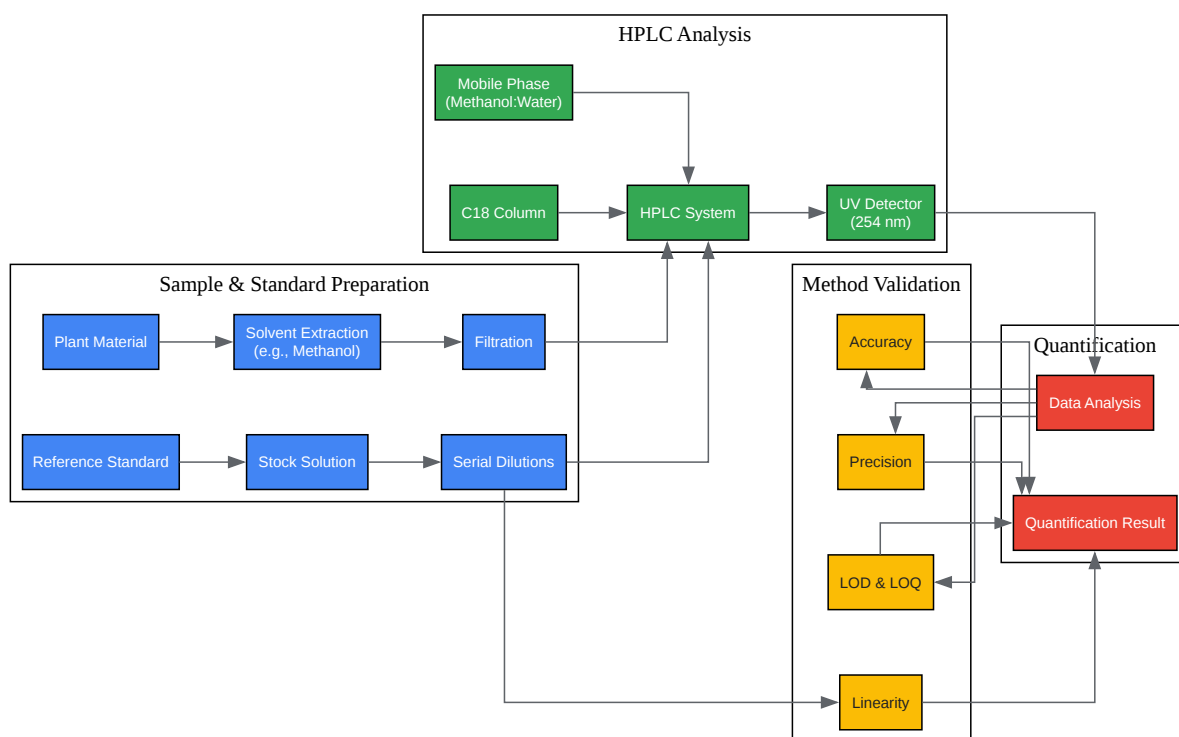 HPLC Analysis
Mobile Phase
(Methanol:Water)
C18 Column
HPLC System
UV Detector
(254 nm)
Sample & Standard Preparation
Plant Material
Solvent Extraction
(e.g., Methanol)
Filtration
Reference Standard
Stock Solution
Serial Dilutions
Method Validation
Accuracy
Precision
LOD & LOQ
Linearity
Quantification
Data Analysis
Quantification Result